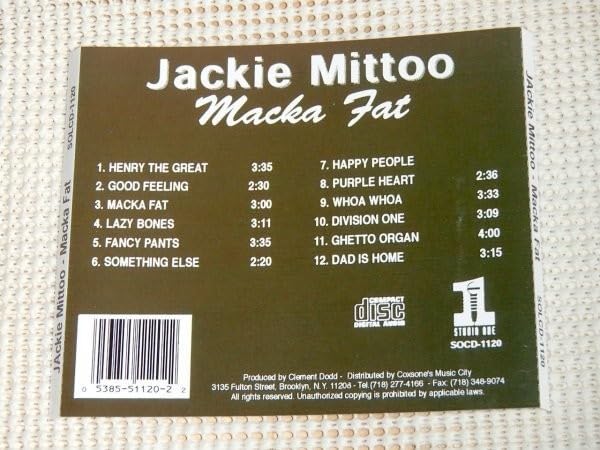 Jackie Mittoo
Macka Fat
1. HENRY THE GREAT 3:35
2. GOOD FEELING 2:30
3. MACKA FAT 3:00
4. LAZY BONES 3:11
5. FANCY PANTS 3:35
6. SOMETHING ELSE 2:20
7. HAPPY PEOPLE
8. PURPLE HEART 2:36
9. WHOA WHOA 3:33
10. DIVISION ONE 3:09
11. GHETTO ORGAN 4:00
12. DAD IS HOME 3:15
COMPACT
disc
DIGITAL AUDIO
1
STUDIO ONE
SOCD-1120
0 5385-51120-2 2
Produced by Clement Dodd - Distributed by Coxsone's Music City
3135 Fulton Street, Brooklyn, N.Y. 11208 - Tel.(718) 277-4166 - Fax: (718) 348-9074
All rights reserved. Unauthorized copying is prohibited by applicable laws.
JAckie Mittoo - Macka Fat SOLCD-1120
JAckie Mittoo - Macka Fat SOLCD-1120